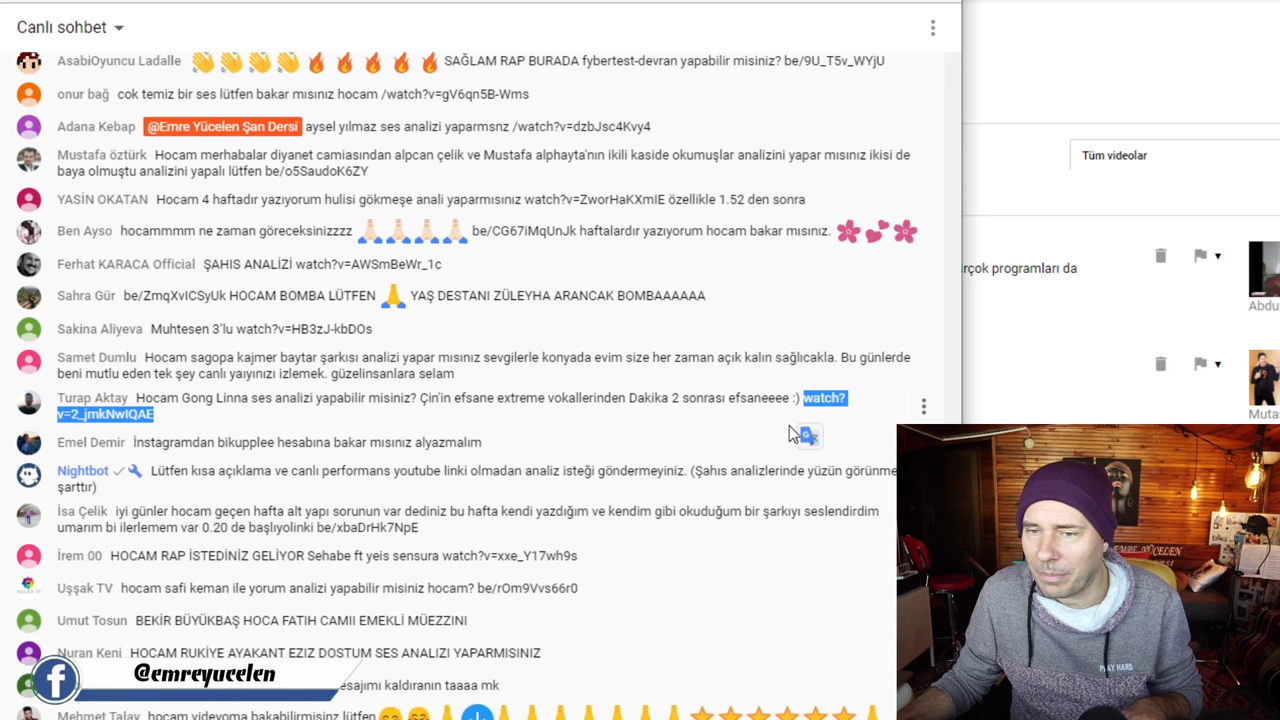 Canlı sohbet
AsabiOyuncu Ladalle 👋👋👋👋🔥🔥🔥🔥🔥 SAĞLAM RAP BURADA fybertest-devran yapabilir misiniz? be/9U_T5v_WYjU
onur bağ cok temiz bir ses lütfen bakar mısınız hocam /watch?v=gV6qn5B-Wms
Adana Kebap @Emre Yücelen Şan Dersi aysel yılmaz ses analizi yaparmsnz /watch?v=dzbJsc4Kvy4
Mustafa öztürk Hocam merhabalar diyanet camiasından alpcan çelik ve Mustafa alphayta'nın ikili kaside okumuşlar analizini yapar mısınız ikisi de
baya olmuştu analizini yapalı lütfen be/o5SaudoK6ZY
YASİN OKATAN Hocam 4 haftadır yazıyorum hulisi gökmeşe anali yaparmısınız watch?v=ZworHaKXmIE özellikle 1.52 den sonra
Ben Ayso hocammmm ne zaman göreceksinizzzz 🙏🏻🙏🏻🙏🏻🙏🏻 be/CG67iMqUnJk haftalardır yazıyorum hocam bakar mısınız. 🌸💕🌸
Ferhat KARACA Official ŞAHIS ANALİZİ watch?v=AWSmBeWr_1c
Sahra Gür be/ZmqXvICSyUk HOCAM BOMBA LÜTFEN 🙏 YAŞ DESTANI ZÜLEYHA ARANCAK BOMBAAAAAA
Sakina Aliyeva Muhtesen 3'lu watch?v=HB3zJ-kbDOs
Samet Dumlu Hocam sagopa kajmer baytar şarkısı analizi yapar mısınız sevgilerle konyada evim size her zaman açık kalın sağlıcakla. Bu günlerde
beni mutlu eden tek şey canlı yaıyınızı izlemek. güzelinsanlara selam
Turap Aktay Hocam Gong Linna ses analizi yapabilir misiniz? Çin'in efsane extreme vokallerinden Dakika 2 sonrası efsaneeee :) watch?
v=2_jmkNwIQAE
Emel Demir İnstagramdan bikupplee hesabına bakar mısınız alyazmalım
Nightbot Lütfen kısa açıklama ve canlı performans youtube linki olmadan analiz isteği göndermeyiniz. (Şahıs analizlerinde yüzün görünme
şarttır)
İsa Çelik iyi günler hocam geçen hafta alt yapı sorunun var dediniz bu hafta kendi yazdığım ve kendim gibi okuduğum bir şarkıyı seslendirdim
umarım bi ilerlemem var 0.20 de başlıyolinki be/xbaDrHk7NpE
İrem 00 HOCAM RAP İSTEDİNİZ GELİYOR Sehabe ft yeis sensura watch?v=xxe_Y17wh9s
Uşşak TV hocam safi keman ile yorum analizi yapabilir misiniz hocam? be/rOm9Vvs66r0
Umut Tosun BEKİR BÜYÜKBAŞ HOCA FATIH CAMII EMEKLİ MÜEZZINI
Nuran Keni HOCAM RUKİYE AYAKANT EZIZ DOSTUM SES ANALIZI YAPARMISINIZ
esajımı kaldıranın taaaa mk
Mehmet Talay hocam videyoma bakabilirmisinz lütfen
@emreyucelen
Tüm videolar
rçok programları da
Abdu
Muta
PLAY HARD